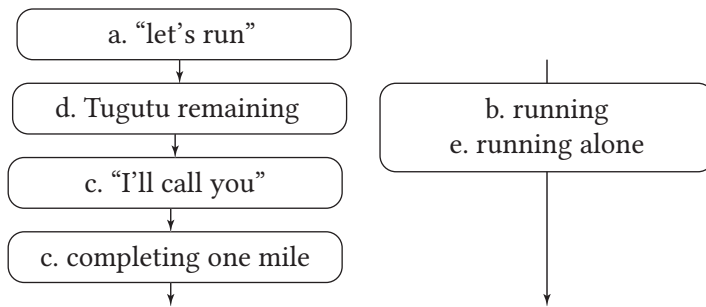 a. “let’s run”
d. Tugutu remaining
c. “I’ll call you”
c. completing one mile
b. running
e. running alone